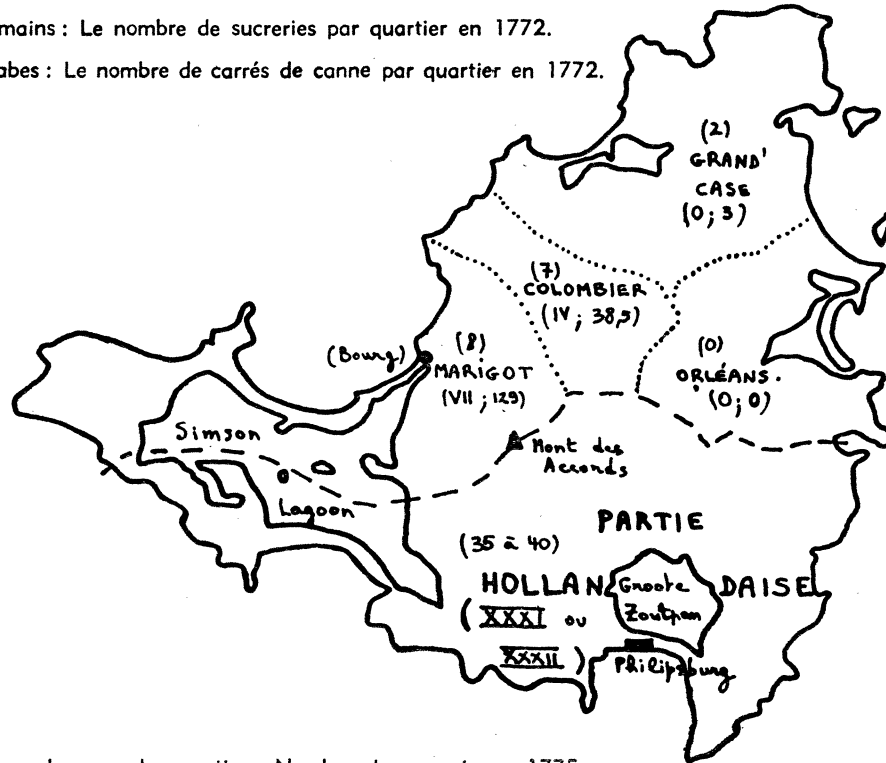 mains : Le nombre de sucreries par quartier en 1772.
abes : Le nombre de carrés de canne par quartier en 1772.
(2)
GRAND'
CASE
(0 ; 3)
(7)
COLOMBIER
(IV ; 38,5)
(Bourg)
(8)
MARIGOT
(VII ; 129)
(0)
ORLÉANS.
(0 ; 0)
Simson
Lagoon
Mont des
Accords
PARTIE
(35 à 40)
HOLLAN DAISE
Groote
Zoutpan
( XXXI ou
XXXII )
Philipsburg